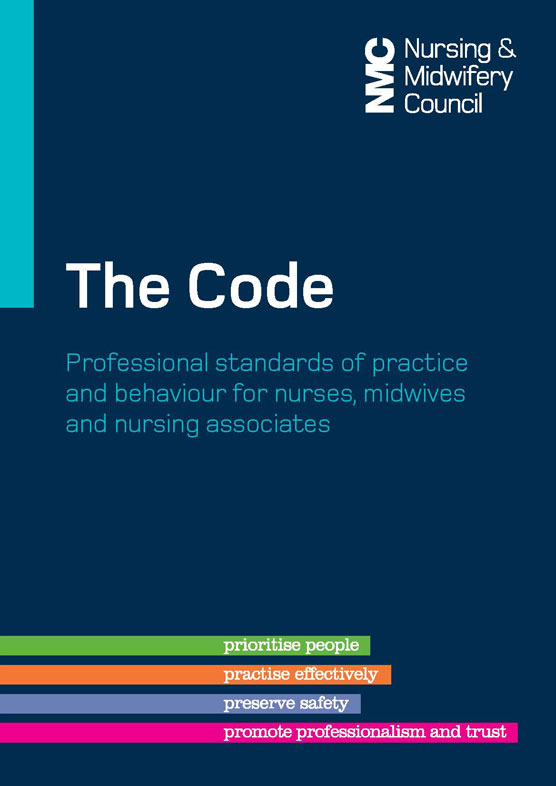 NMC
Nursing &
Midwifery
Council
The Code
Professional standards of practice
and behaviour for nurses, midwives
and nursing associates
prioritise people
practise effectively
preserve safety
promote professionalism and trust